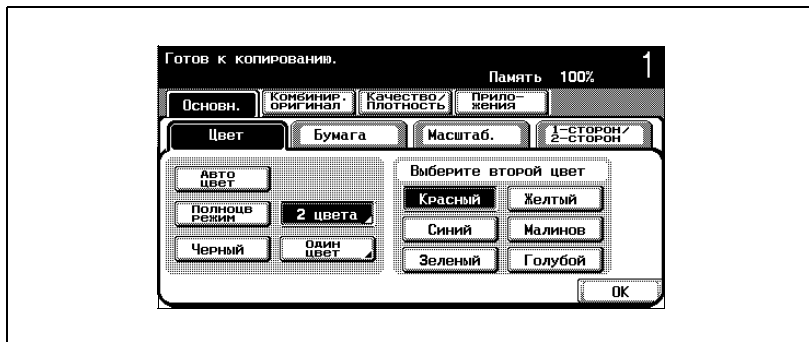 Готов к копированию.
1
Память 100%
Основн.
Комбинир.
оригинал
Качество/
Плотность
Прило-
жения
Цвет
Бумага
Масштаб.
1-сторон/
2-сторон
Авто
цвет
Полноцв
режим
2 цвета
Черный
Один
цвет
Выберите второй цвет
Красный
Желтый
Синий
Малинов
Зеленый
Голубой
OK